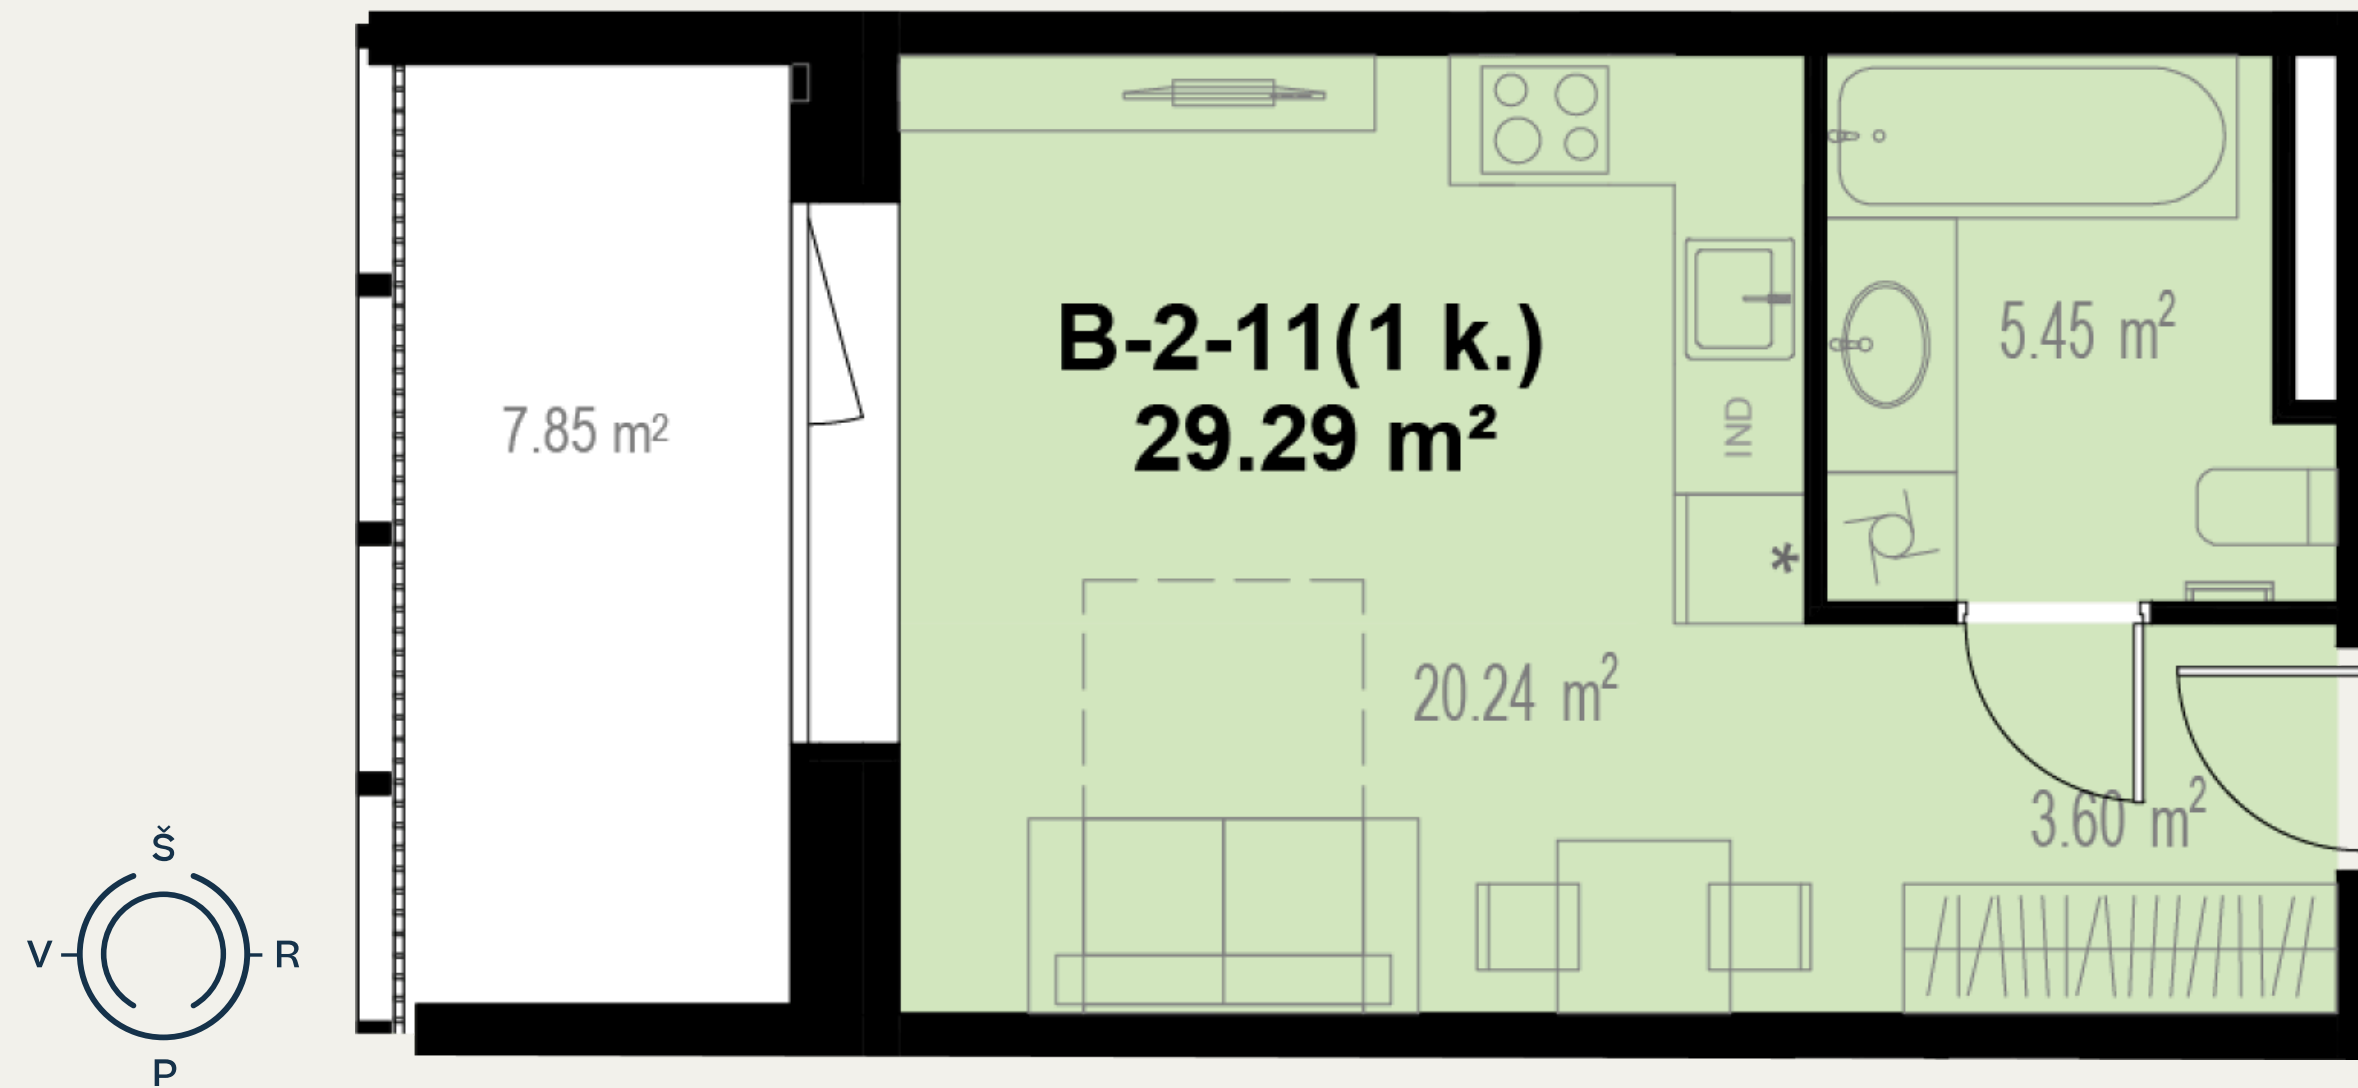 B-2-11(1 k.)
29.29 m²
5.45 m²
7.85 m²
IND
*
20.24 m²
3.60 m²
Š
V
R
P